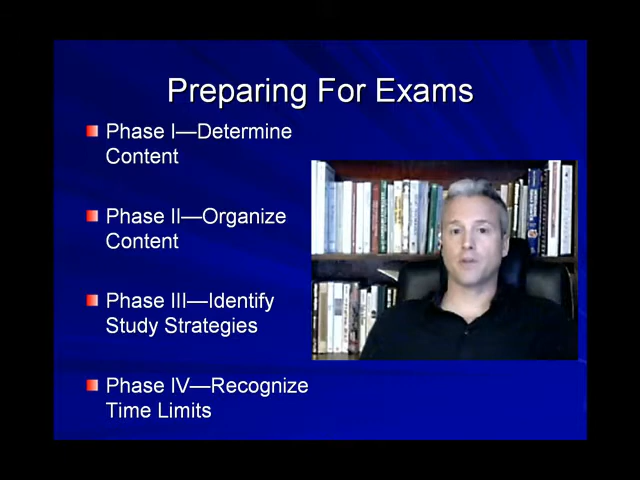 Preparing For Exams
Phase I—Determine
Content
Phase II—Organize
Content
Phase III—Identify
Study Strategies
Phase IV—Recognize
Time Limits